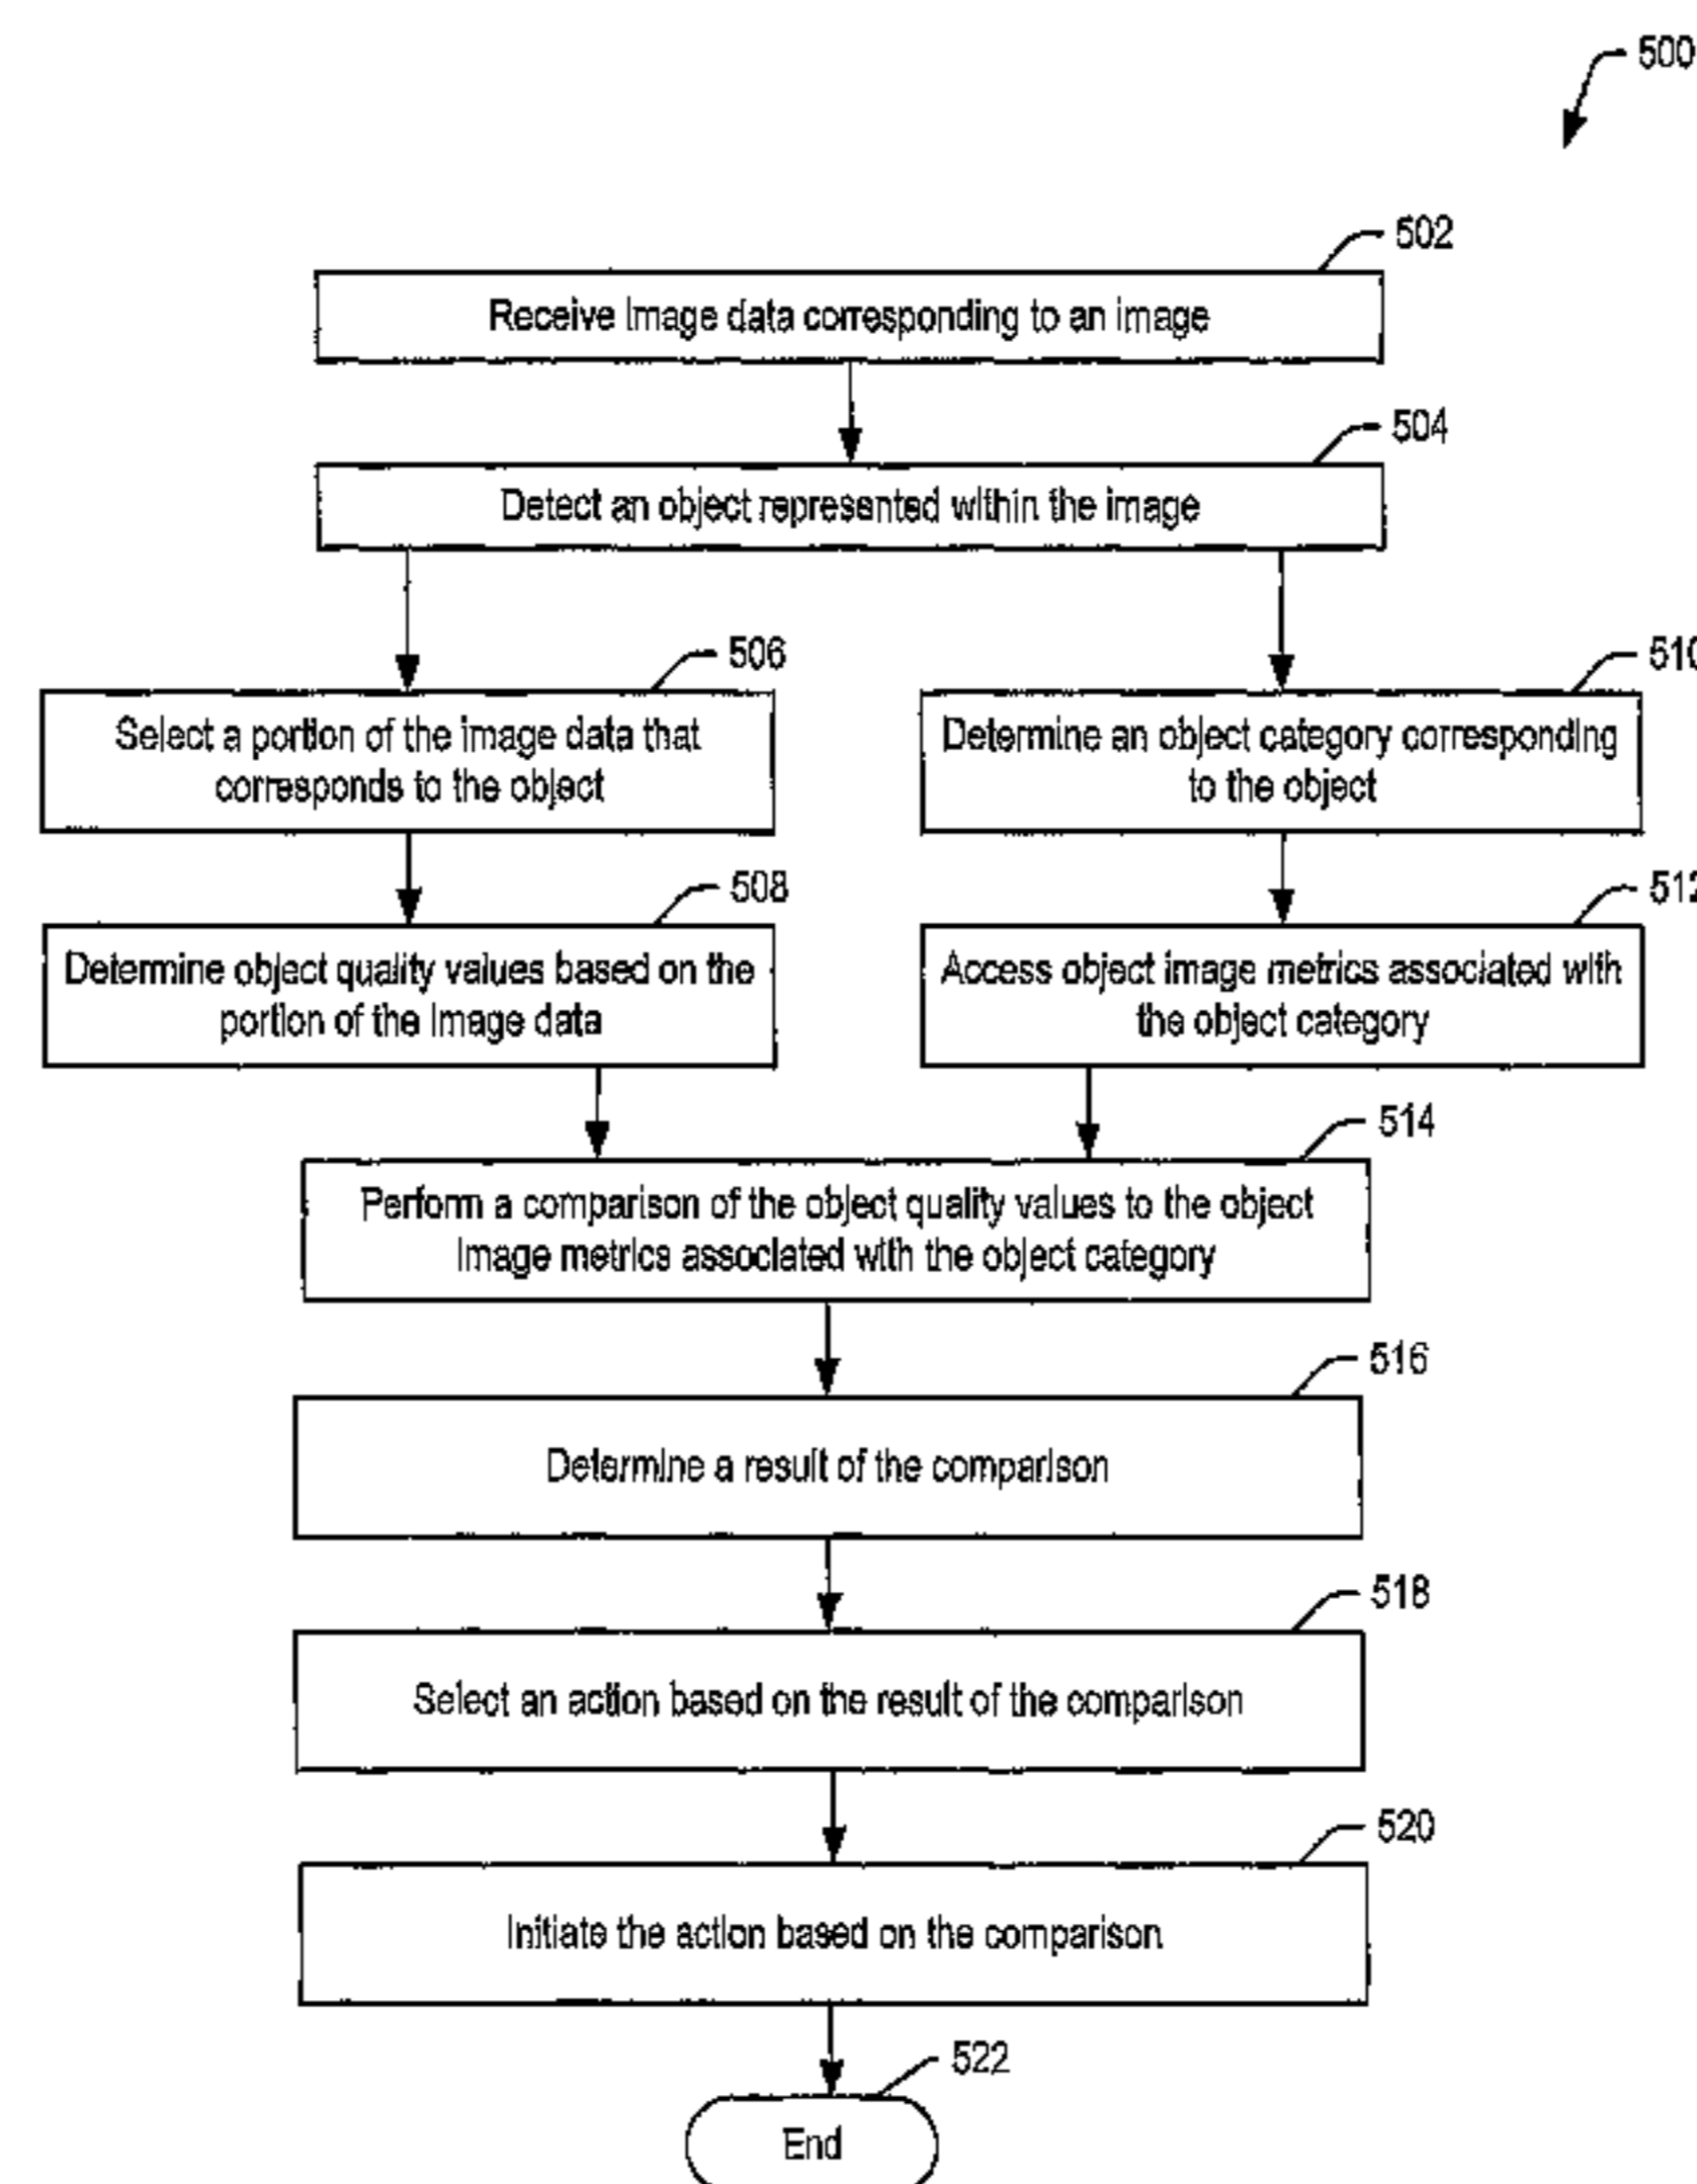 500
502
Receive image data corresponding to an image
504
Detect an object represented within the image
506
Select a portion of the image data that
corresponds to the object
510
Determine an object category corresponding
to the object
508
Determine object quality values based on the
portion of the image data
512
Access object image metrics associated with
the object category
514
Perform a comparison of the object quality values to the object
image metrics associated with the object category
516
Determine a result of the comparison
518
Select an action based on the result of the comparison
520
Initiate the action based on the comparison
522
End